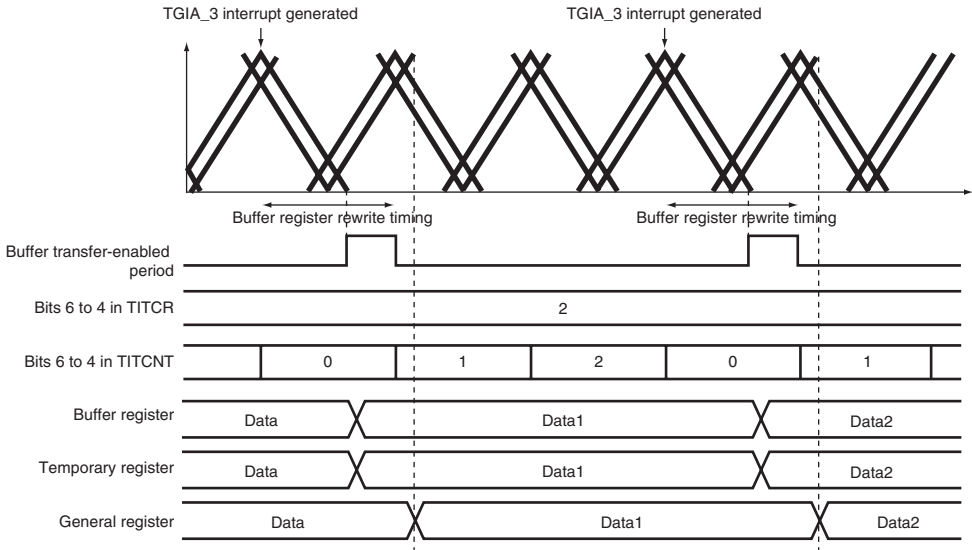 TGIA_3 interrupt generated
TGIA_3 interrupt generated
Buffer register rewrite timing
Buffer register rewrite timing
Buffer transfer-enabled
period
Bits 6 to 4 in TITCR
2
Bits 6 to 4 in TITCNT
0
1
2
0
1
Buffer register
Data
Data1
Data2
Temporary register
Data
Data1
Data2
General register
Data
Data1
Data2